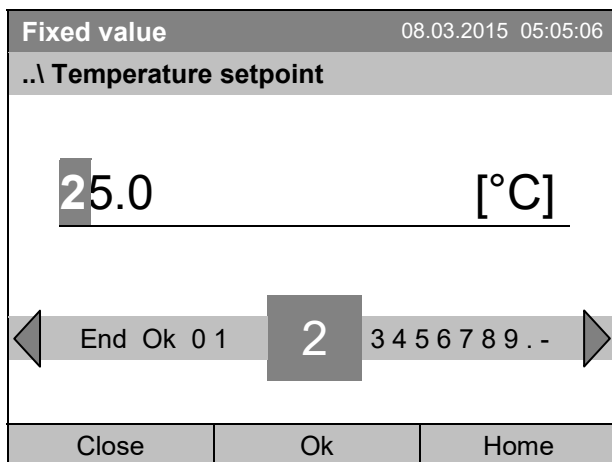 Fixed value 08.03.2015 05:05:06
..\ Temperature setpoint
25.0 [°C]
End Ok 0 1 2 3 4 5 6 7 8 9 . -
Close Ok Home